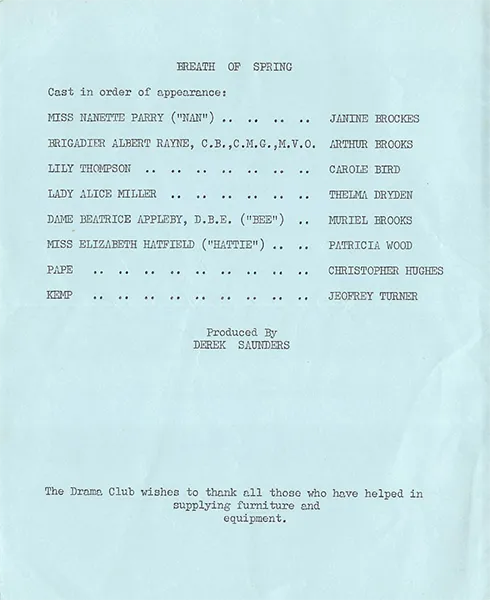 BREATH OF SPRING
Cast in order of appearance:
MISS NANETTE PARRY ("NAN") .. .. .. .. JANINE BROCKES
BRIGADIER ALBERT RAYNE, C.B.,C.M.G.,M.V.O. ARTHUR BROOKS
LILY THOMPSON .. .. .. .. .. .. .. CAROLE BIRD
LADY ALICE MILLER .. .. .. .. .. .. THELMA DRYDEN
DAME BEATRICE APPLEBY, D.B.E. ("BEE") .. MURIEL BROOKS
MISS ELIZABETH HATFIELD ("HATTIE") .. .. PATRICIA WOOD
PAPE .. .. .. .. .. .. .. .. .. CHRISTOPHER HUGHES
KEMP .. .. .. .. .. .. .. .. .. JEOFREY TURNER
Produced By
DEREK SAUNDERS
The Drama Club wishes to thank all those who have helped in
supplying furniture and
equipment.